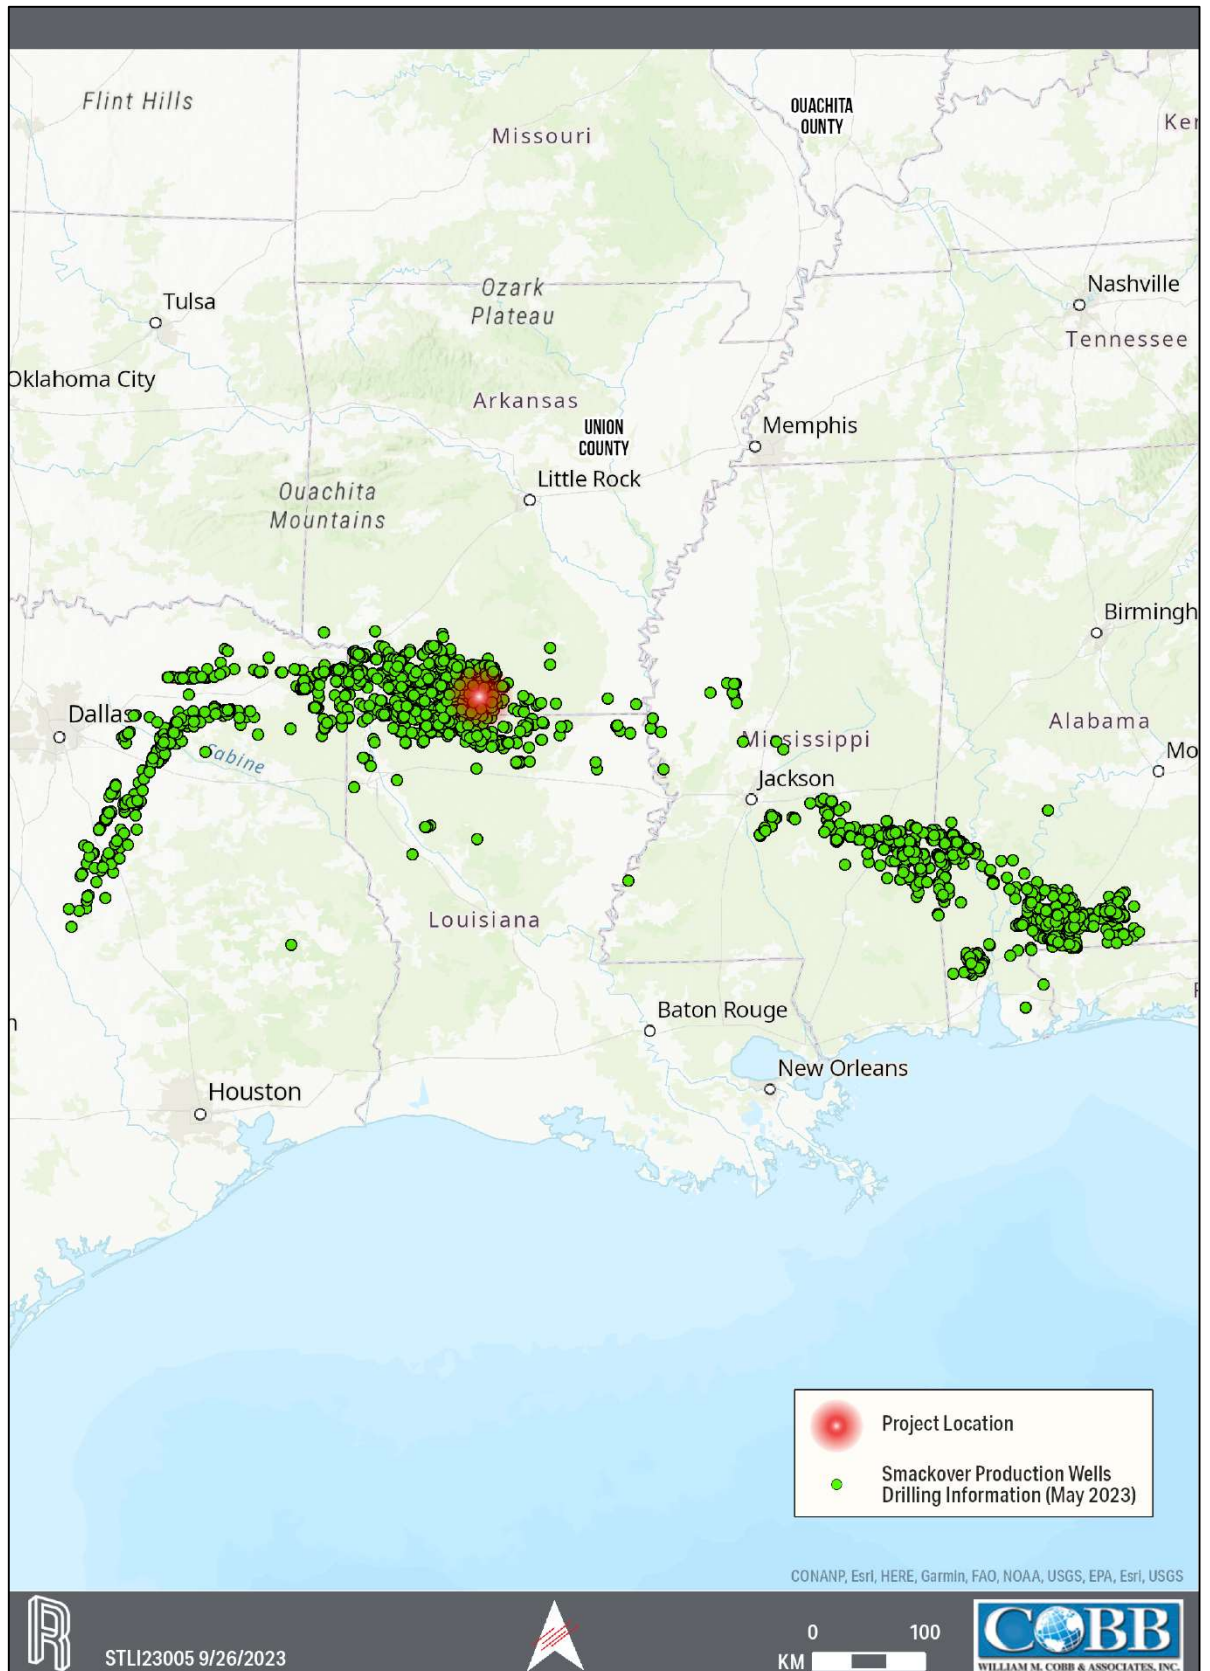 Flint Hills
Missouri
OUACHITA
OUNTY
Ker
Ozark
Plateau
Nashville
Tennessee
Tulsa
Oklahoma City
Arkansas
UNION
COUNTY
Memphis
Little Rock
Ouachita
Mountains
Birmingh
Dallas
Sabine
Mississippi
Alabama
Mo
Jackson
Louisiana
Baton Rouge
New Orleans
Houston
n
F
Project Location
Smackover Production Wells
Drilling Information (May 2023)
CONANP, Esri, HERE, Garmin, FAO, NOAA, USGS, EPA, Esri, USGS
R
STLI23005 9/26/2023
0 100
KM
COBB
WILLIAM M. COBB & ASSOCIATES, INC.